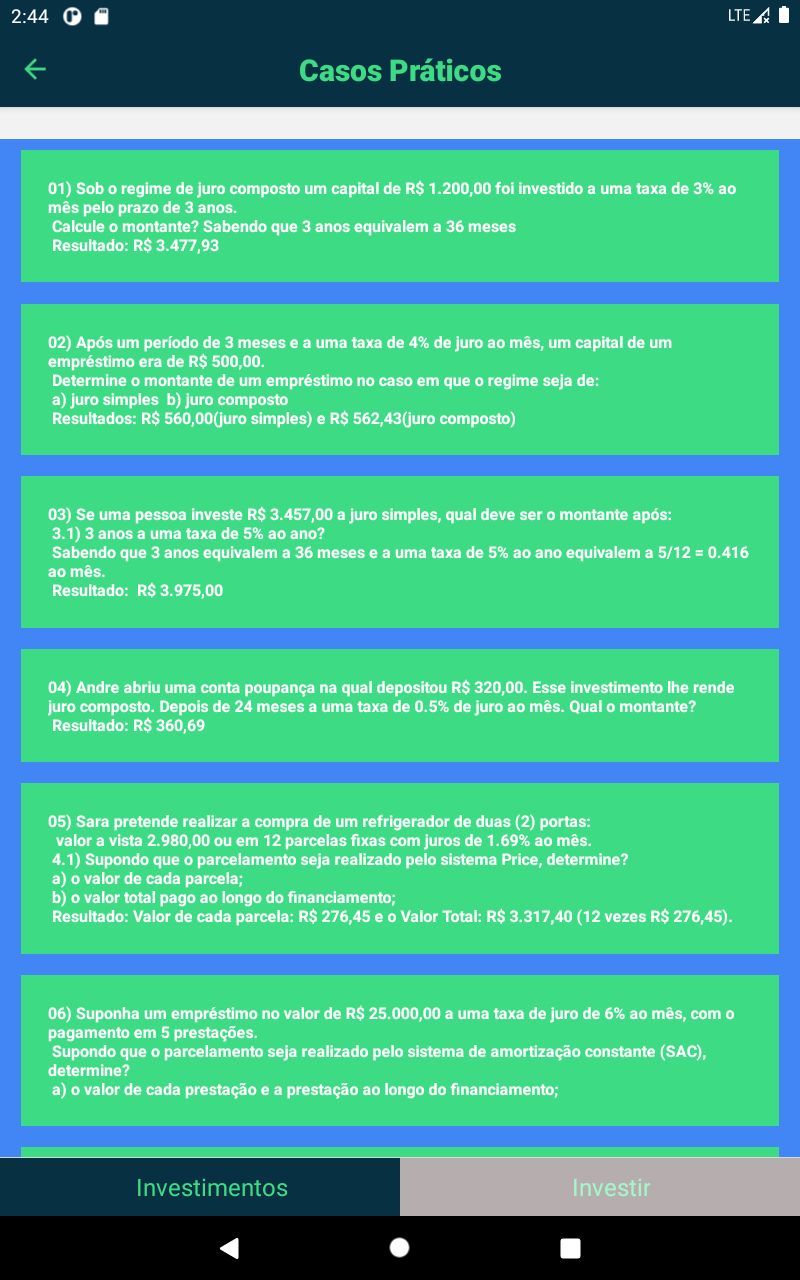 2:44
LTE
Casos Práticos
01) Sob o regime de juro composto um capital de R$ 1.200,00 foi investido a uma taxa de 3% ao
mês pelo prazo de 3 anos.
Calcule o montante? Sabendo que 3 anos equivalem a 36 meses
Resultado: R$ 3.477,93
02) Após um período de 3 meses e a uma taxa de 4% de juro ao mês, um capital de um
empréstimo era de R$ 500,00.
Determine o montante de um empréstimo no caso em que o regime seja de:
a) juro simples  b) juro composto
Resultados: R$ 560,00(juro simples) e R$ 562,43(juro composto)
03) Se uma pessoa investe R$ 3.457,00 a juro simples, qual deve ser o montante após:
3.1) 3 anos a uma taxa de 5% ao ano?
Sabendo que 3 anos equivalem a 36 meses e a uma taxa de 5% ao ano equivalem a 5/12 = 0.416
ao mês.
Resultado:  R$ 3.975,00
04) Andre abriu uma conta poupança na qual depositou R$ 320,00. Esse investimento lhe rende
juro composto. Depois de 24 meses a uma taxa de 0.5% de juro ao mês. Qual o montante?
Resultado: R$ 360,69
05) Sara pretende realizar a compra de um refrigerador de duas (2) portas:
valor a vista 2.980,00 ou em 12 parcelas fixas com juros de 1.69% ao mês.
4.1) Supondo que o parcelamento seja realizado pelo sistema Price, determine?
a) o valor de cada parcela;
b) o valor total pago ao longo do financiamento;
Resultado: Valor de cada parcela: R$ 276,45 e o Valor Total: R$ 3.317,40 (12 vezes R$ 276,45).
06) Suponha um empréstimo no valor de R$ 25.000,00 a uma taxa de juro de 6% ao mês, com o
pagamento em 5 prestações.
Supondo que o parcelamento seja realizado pelo sistema de amortização constante (SAC),
determine?
a) o valor de cada prestação e a prestação ao longo do financiamento;
Investimentos
Investir